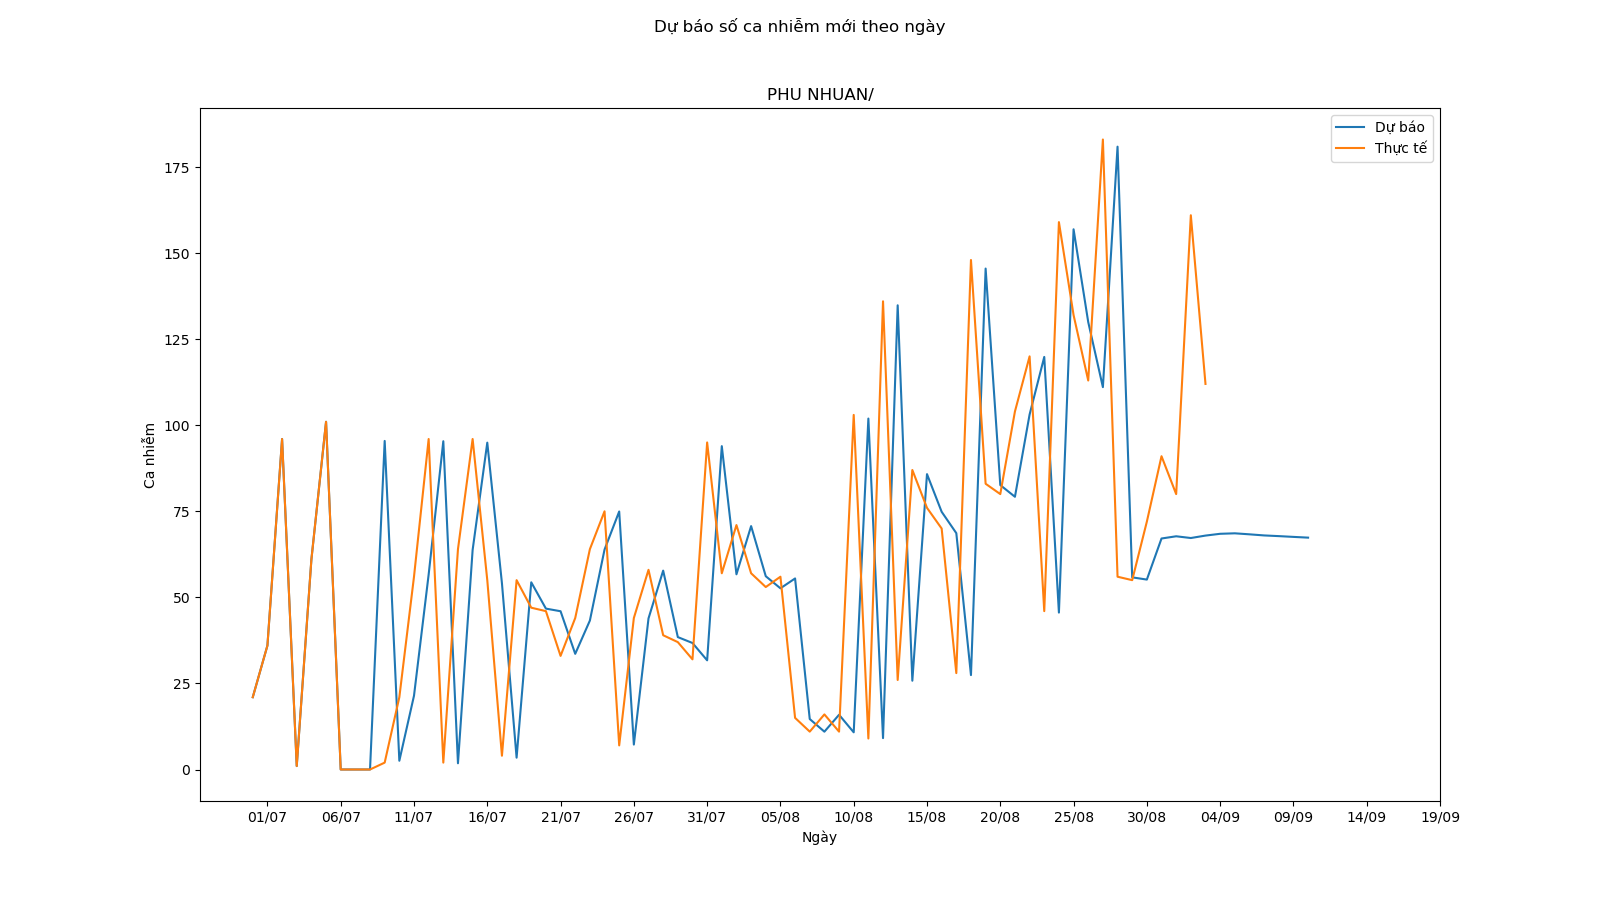 Dự báo số ca nhiễm mới theo ngày
PHU NHUAN/
Dự báo
Thực tế
175
150
125
100
75
50
25
0
Ca nhiễm
01/07 06/07 11/07 16/07 21/07 26/07 31/07 05/08 10/08 15/08 20/08 25/08 30/08 04/09 09/09 14/09 19/09
Ngày